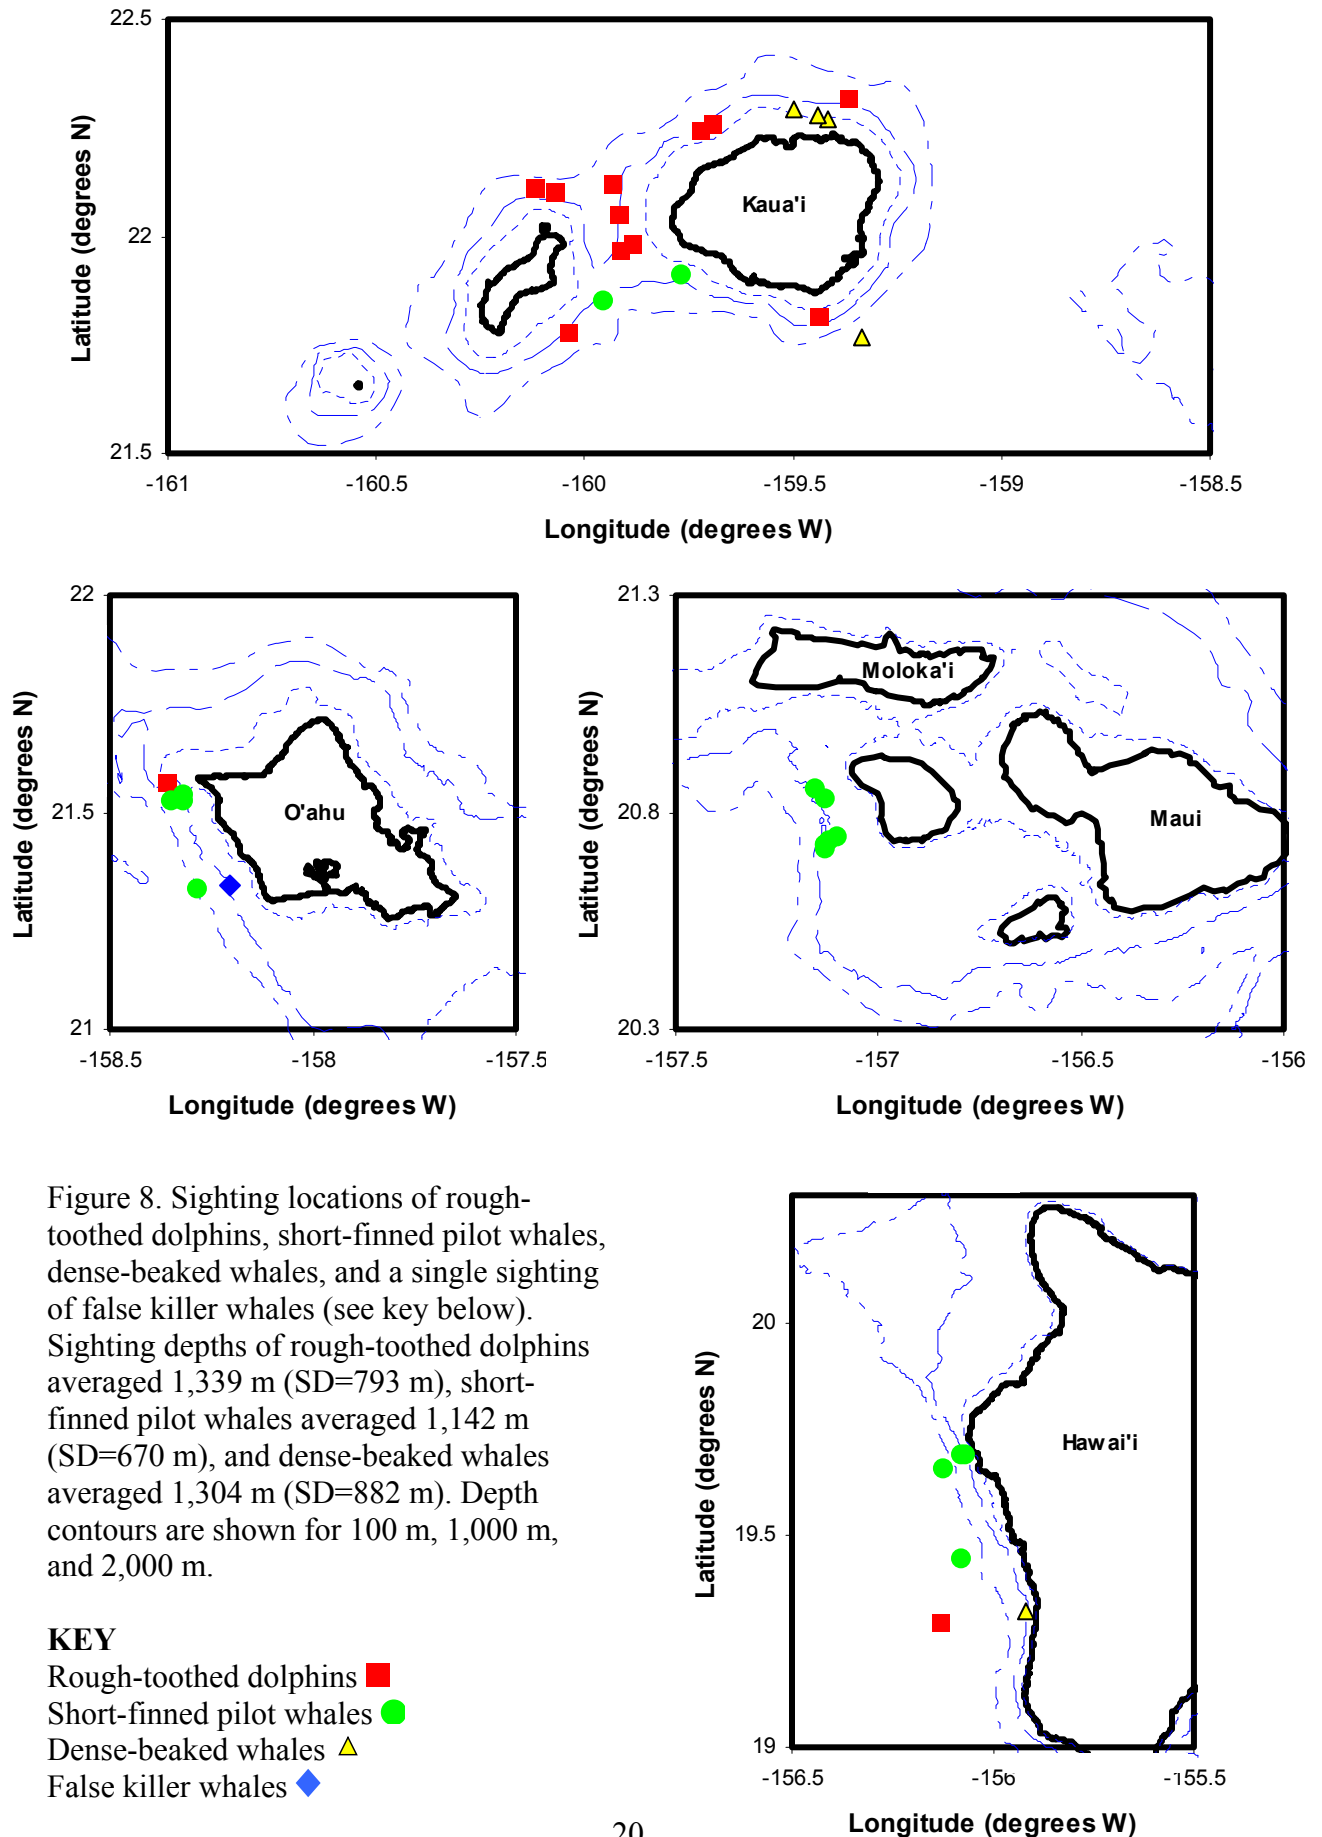 22.5
22
21.5
Latitude (degrees N)
Kaua'i
-161
-160.5
-160
-159.5
-159
-158.5
Longitude (degrees W)
22
21.5
21
Latitude (degrees N)
O'ahu
-158.5
-158
-157.5
Longitude (degrees W)
21.3
20.8
20.3
Latitude (degrees N)
Moloka'i
Maui
-157.5
-157
-156.5
-156
Longitude (degrees W)
Figure 8. Sighting locations of rough-
toothed dolphins, short-finned pilot whales,
dense-beaked whales, and a single sighting
of false killer whales (see key below).
Sighting depths of rough-toothed dolphins
averaged 1,339 m (SD=793 m), short-
finned pilot whales averaged 1,142 m
(SD=670 m), and dense-beaked whales
averaged 1,304 m (SD=882 m). Depth
contours are shown for 100 m, 1,000 m,
and 2,000 m.
KEY
Rough-toothed dolphins
Short-finned pilot whales
Dense-beaked whales
False killer whales
20
19.5
19
Latitude (degrees N)
Hawai'i
-156.5
-156
-155.5
Longitude (degrees W)
20